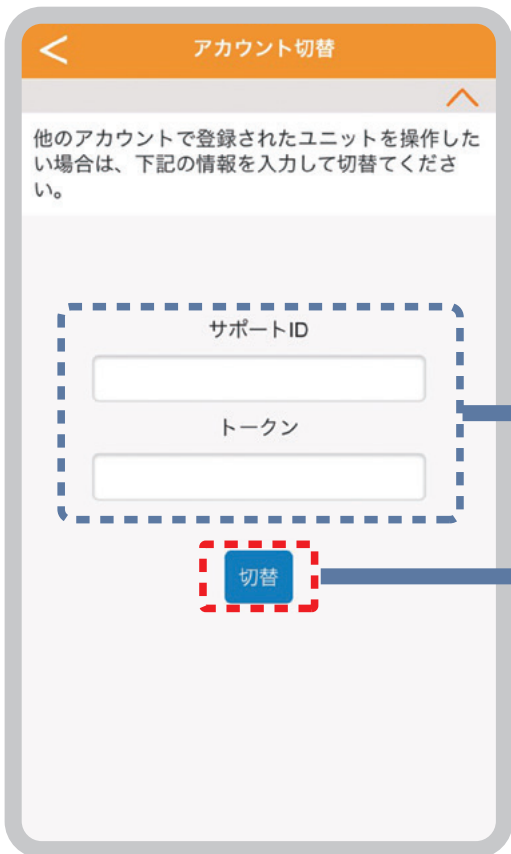 アカウント切替
他のアカウントで登録されたユニットを操作した
い場合は、下記の情報を入力して切替てくださ
い。
サポートID
トークン
切替